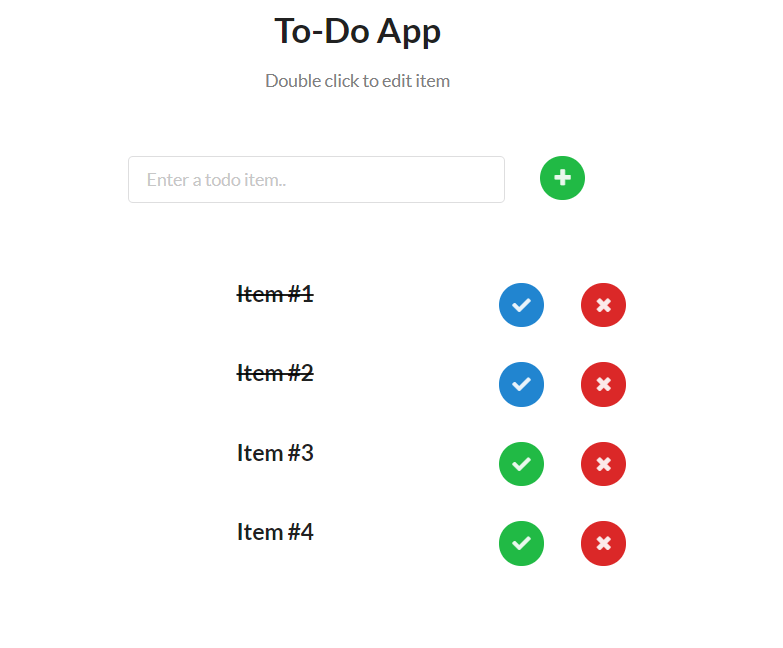 To-Do App
Double click to edit item
Enter a todo item..
Item #1
Item #2
Item #3
Item #4